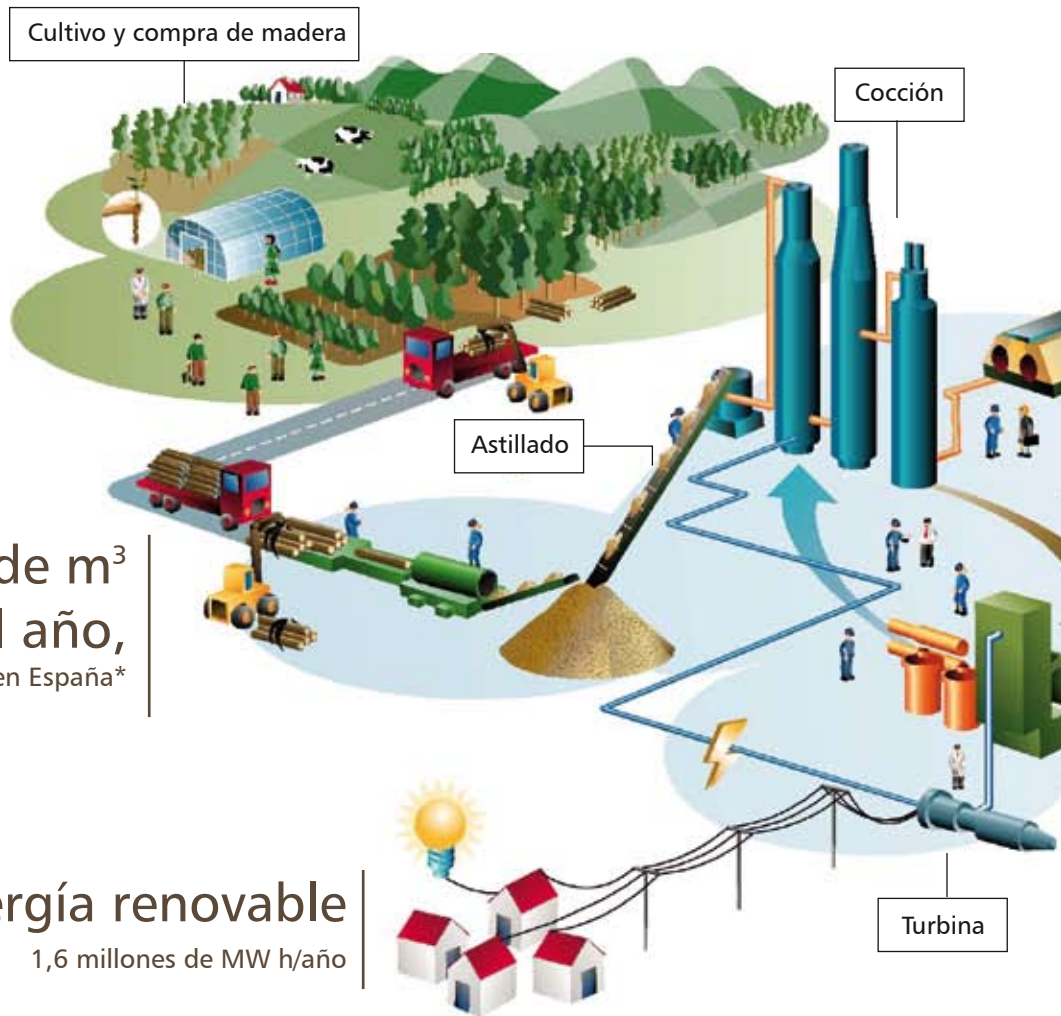 Cultivo y compra de madera
Cocción
Astillado
de m³
año,
en España*
renovable
1,6 millones de MW h/año
Turbina